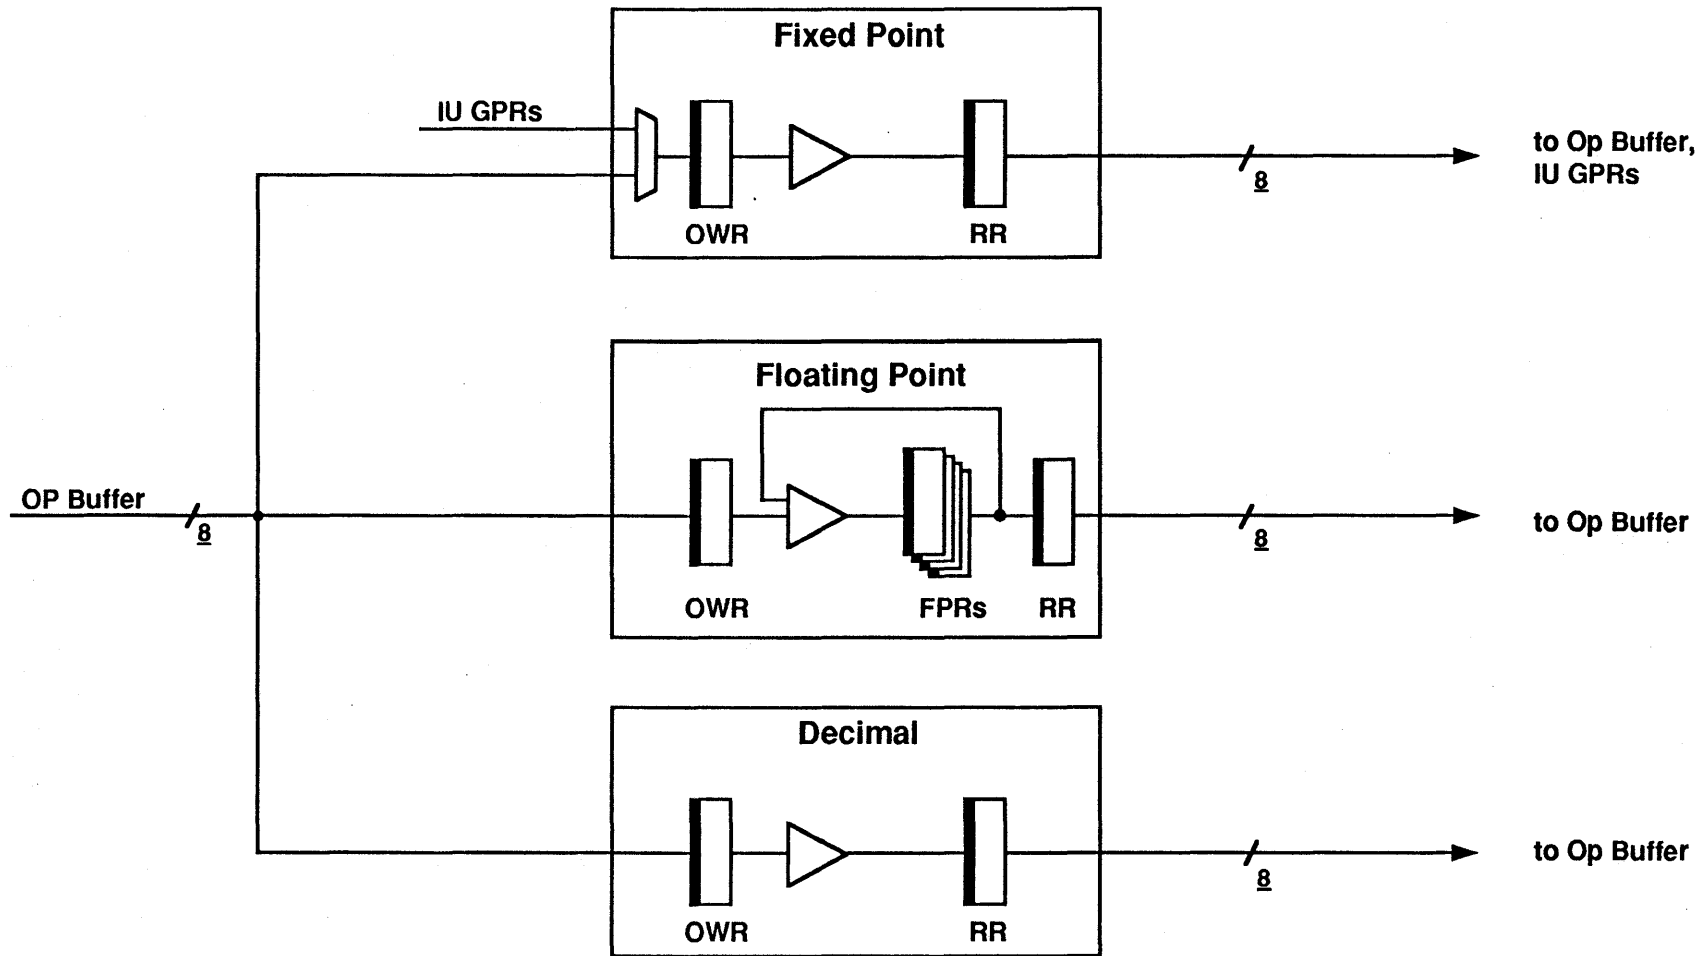 Fixed Point
IU GPRs
to Op Buffer,
IU GPRs
8
OWR
RR
Floating Point
OP Buffer
8
to Op Buffer
8
OWR
FPRs
RR
Decimal
to Op Buffer
8
OWR
RR